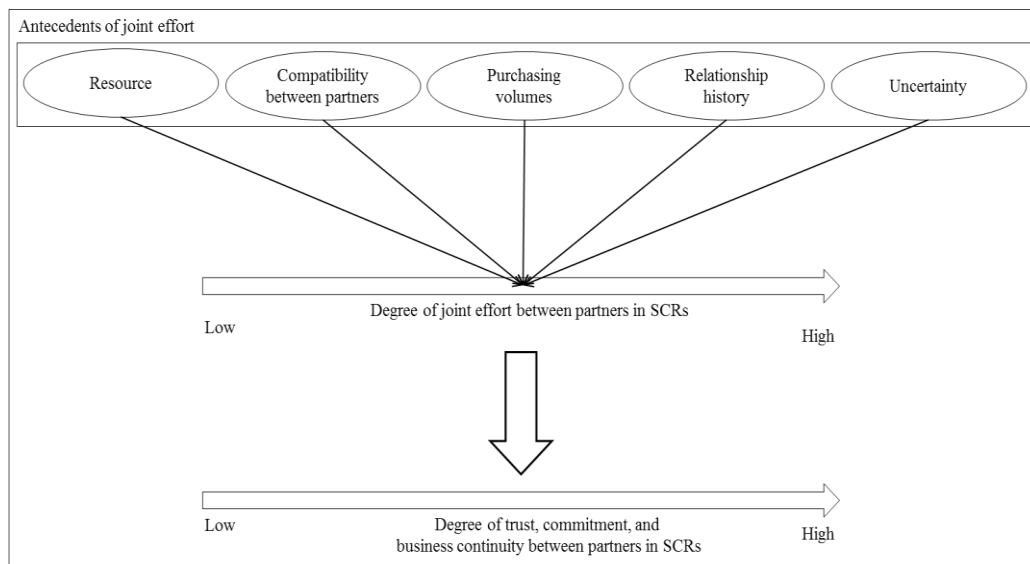 Antecedents of joint effort
Resource
Compatibility
between partners
Purchasing
volumes
Relationship
history
Uncertainty
Degree of joint effort between partners in SCRs
Low
High
Low
Degree of trust, commitment, and
business continuity between partners in SCRs
High